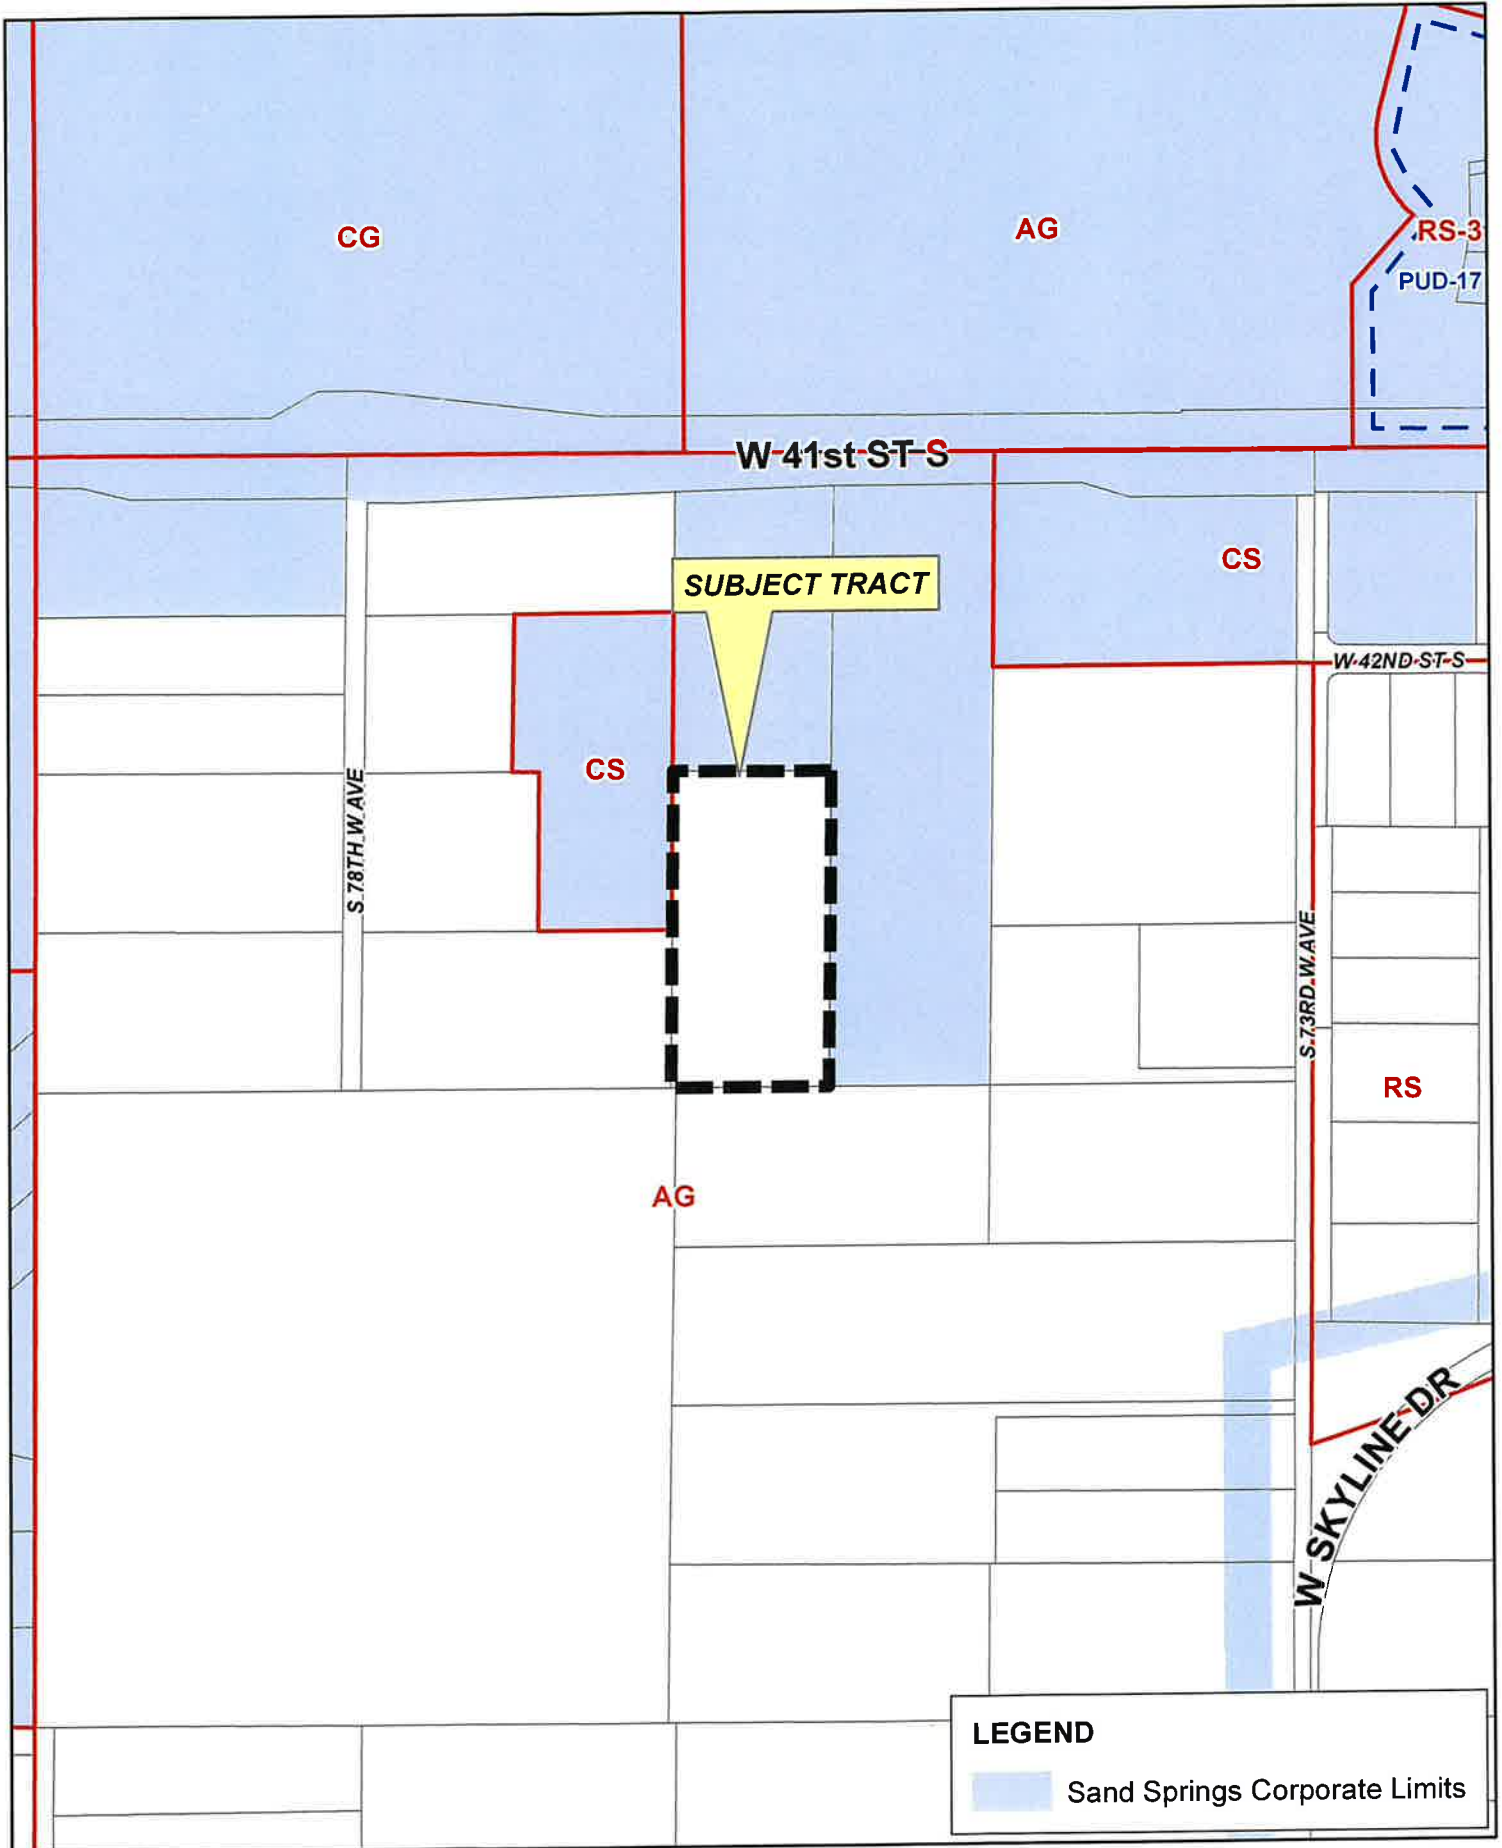 CG
AG
RS-3
PUD-17
W 41st ST S
CS
SUBJECT TRACT
W 42ND ST S
CS
S 78TH W AVE
S 73RD W AVE
RS
AG
W SKYLINE DR
LEGEND
Sand Springs Corporate Limits